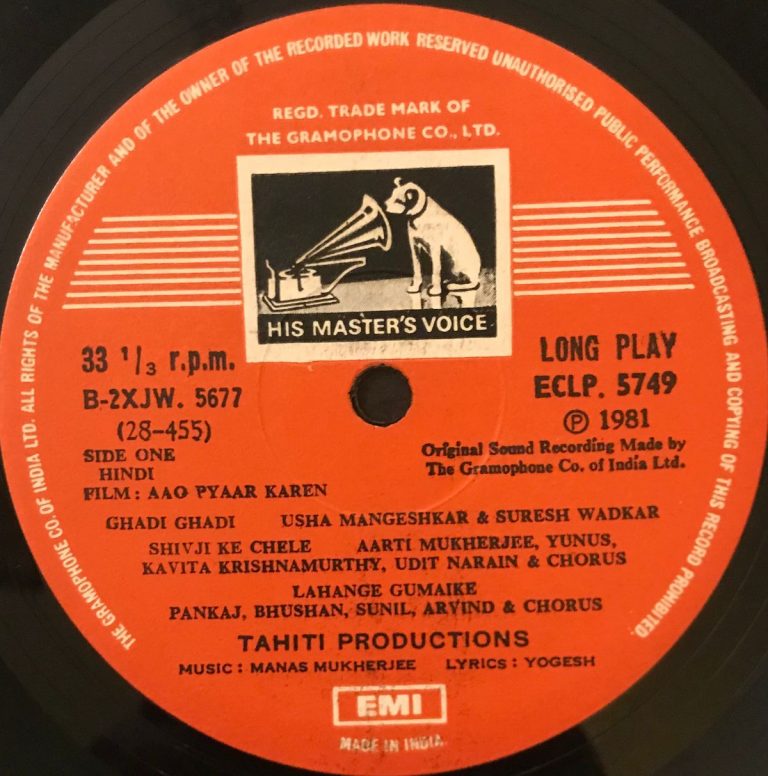 THE GRAMOPHONE CO. OF INDIA LTD. ALL RIGHTS OF THE MANUFACTURER AND OF THE OWNER OF THE RECORDED WORK RESERVED UNAUTHORISED PUBLIC PERFORMANCE BROADCASTING AND COPYING OF THIS RECORD PROHIBITED.
REGD. TRADE MARK OF
THE GRAMOPHONE CO., LTD.
HIS MASTER'S VOICE
33 1/3 r.p.m.
B-2XJW. 5677
(28-455)
SIDE ONE
HINDI
FILM : AAO PYAAR KAREN
LONG PLAY
ECLP. 5749
Ⓟ 1981
Original Sound Recording Made by
The Gramophone Co. of India Ltd.
GHADI GHADI USHA MANGESHKAR & SURESH WADKAR
SHIVJI KE CHELE AARTI MUKHERJEE, YUNUS,
KAVITA KRISHNAMURTHY, UDIT NARAIN & CHORUS
LAHANGE GUMAIKE
PANKAJ, BHUSHAN, SUNIL, ARVIND & CHORUS
TAHITI PRODUCTIONS
MUSIC : MANAS MUKHERJEE LYRICS : YOGESH
EMI
MADE IN INDIA